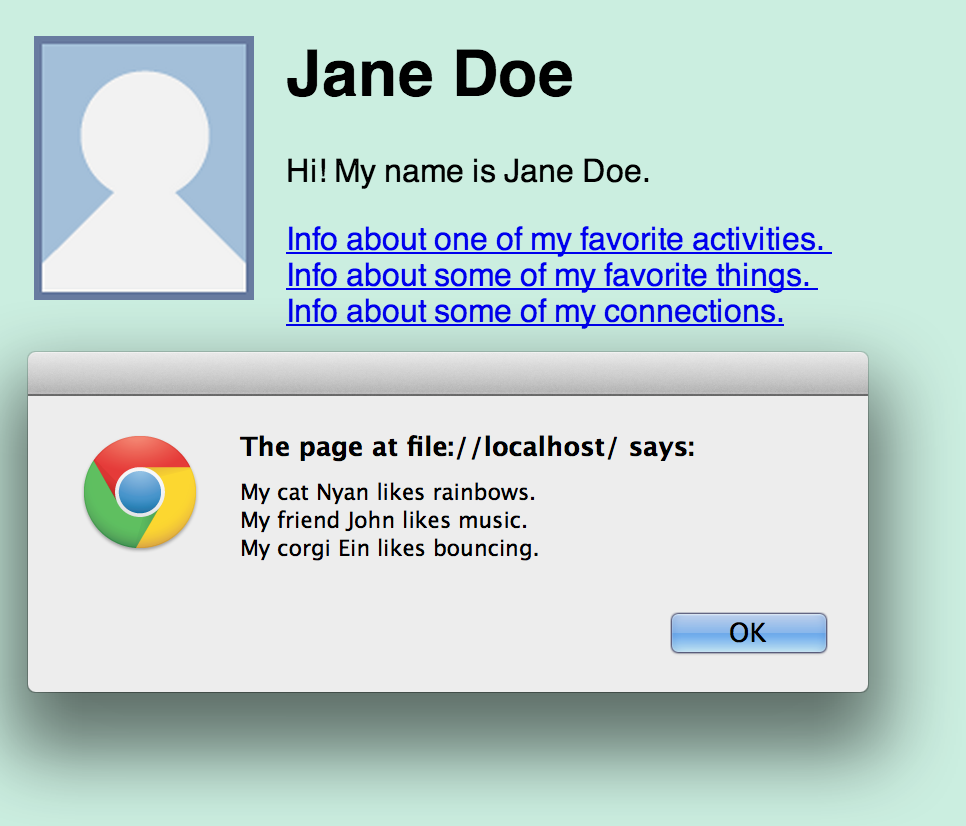 Jane Doe
Hi! My name is Jane Doe.
Info about one of my favorite activities.
Info about some of my favorite things.
Info about some of my connections.
The page at file://localhost/ says:
My cat Nyan likes rainbows.
My friend John likes music.
My corgi Ein likes bouncing.
OK